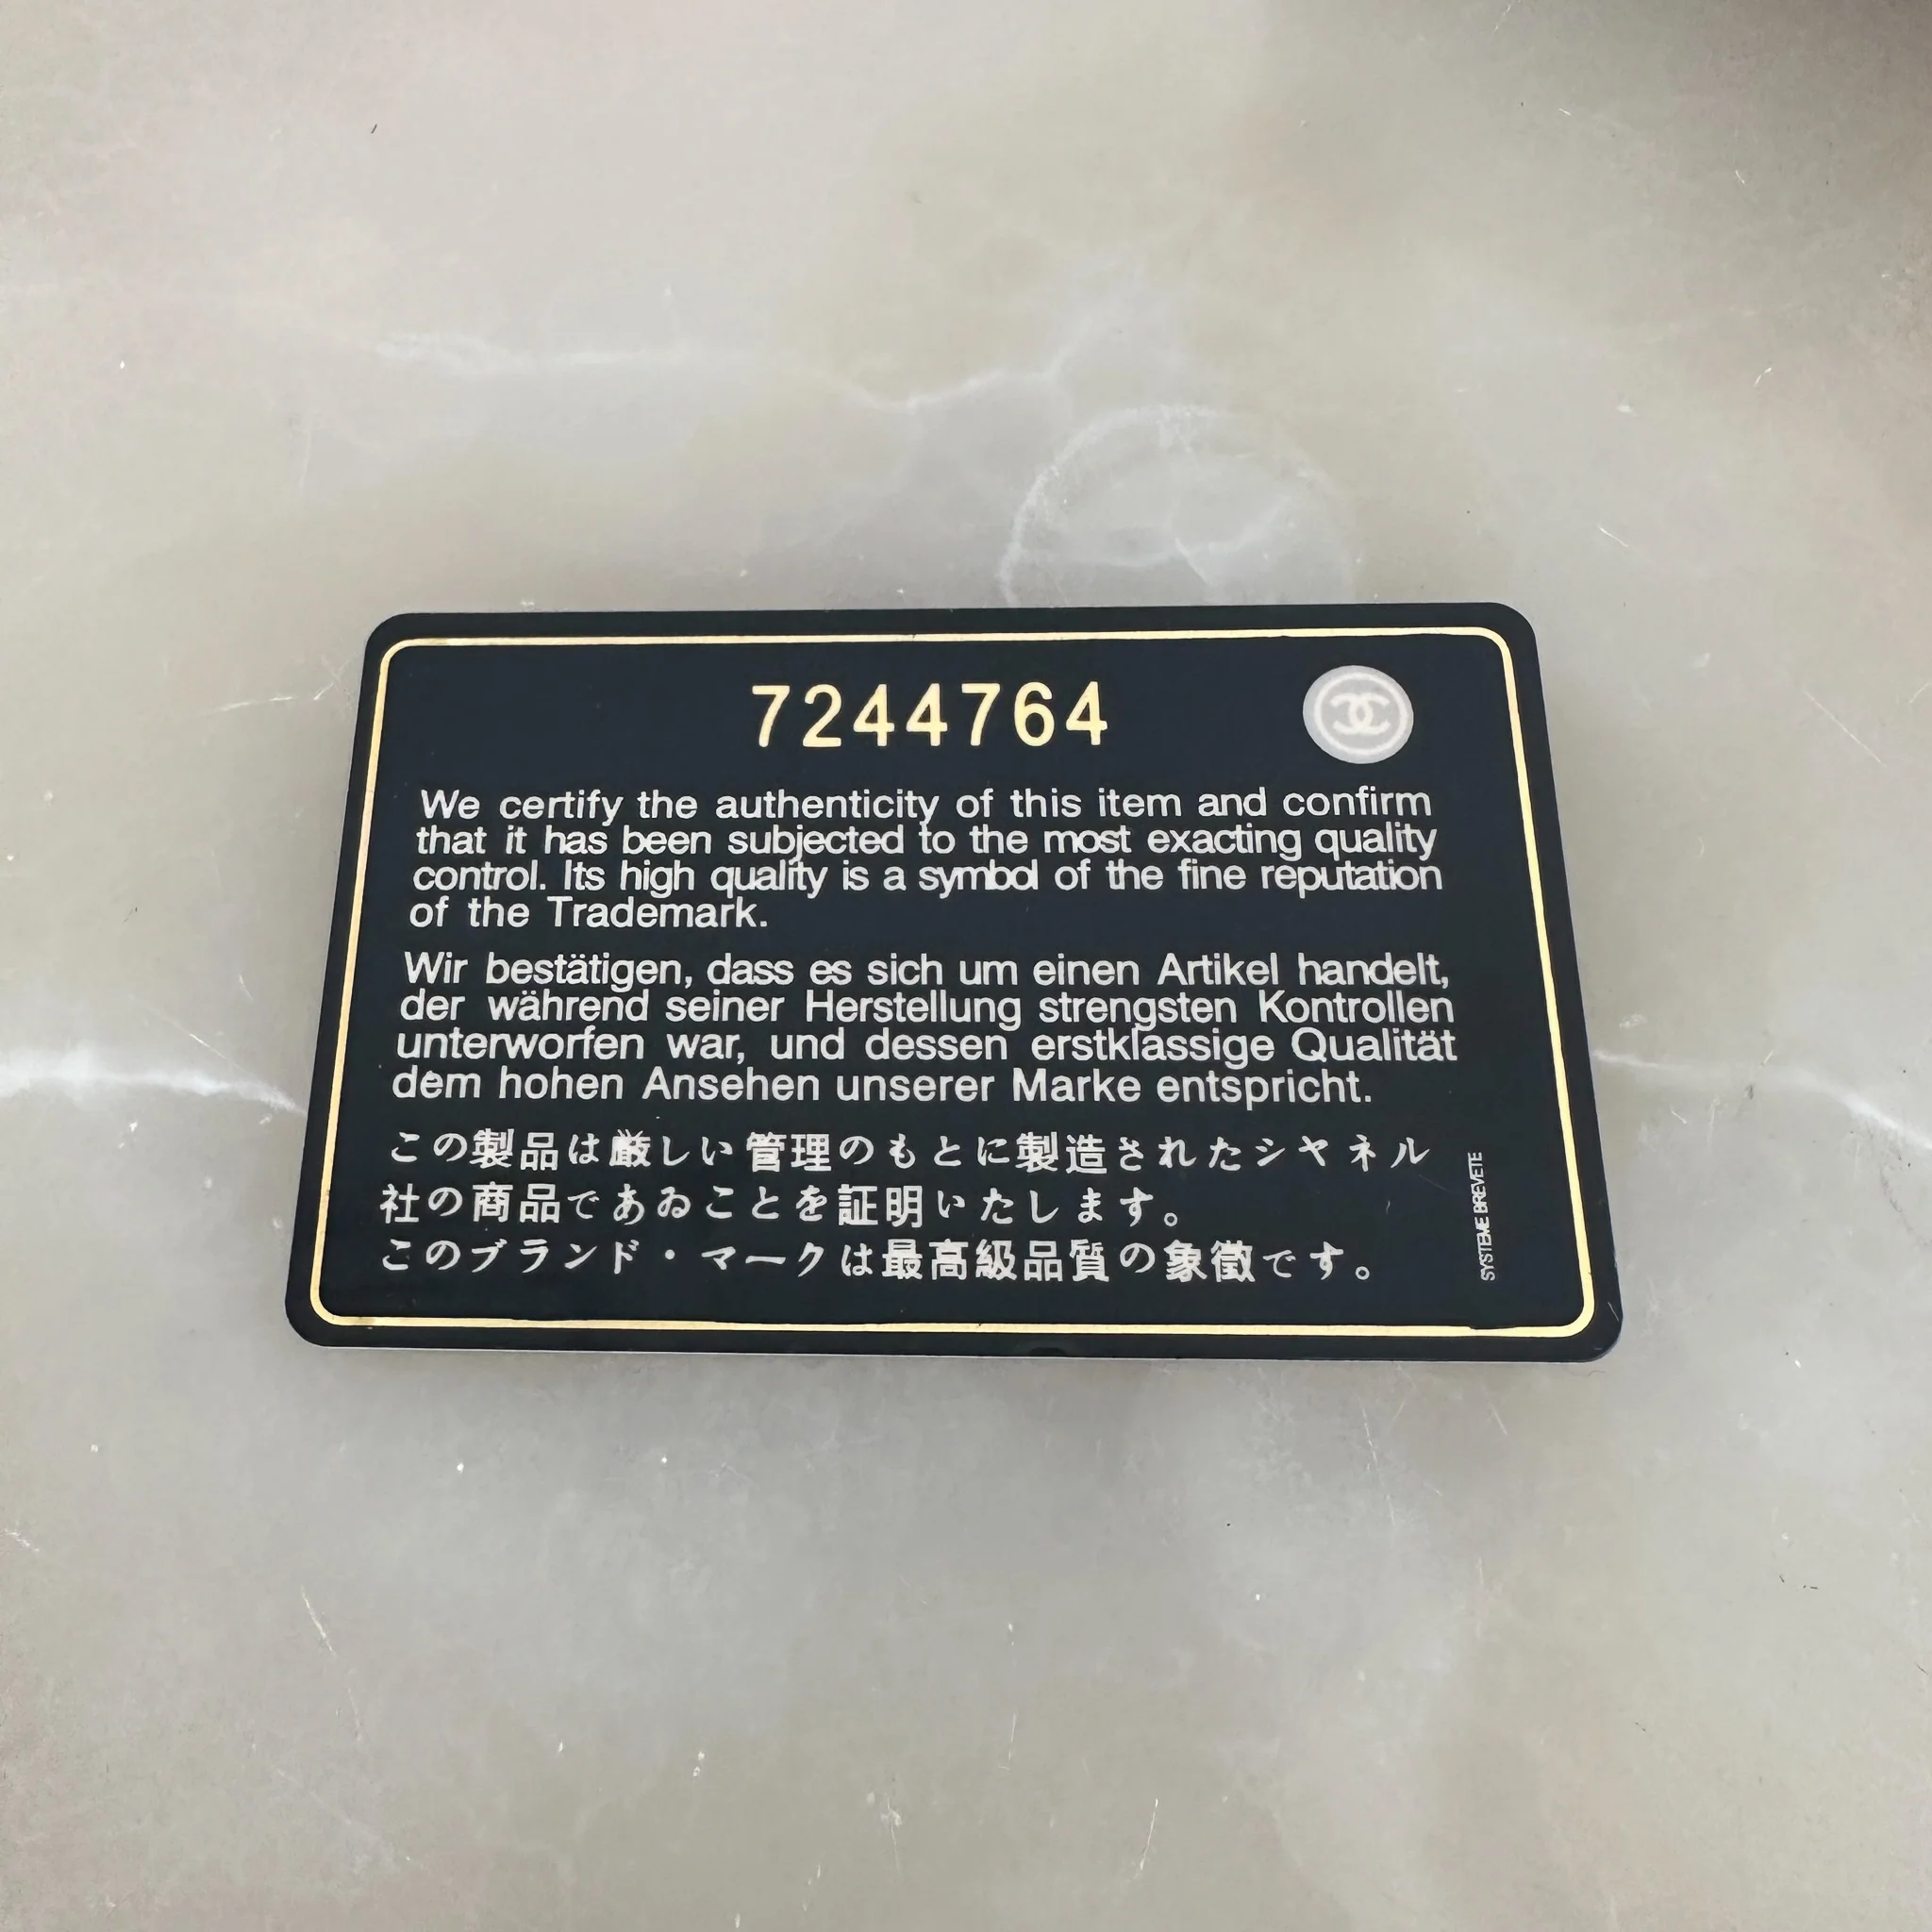 7244764
We certify the authenticity of this item and confirm
that it has been subjected to the most exacting quality
control. Its high quality is a symbol of the fine reputation
of the Trademark.
Wir bestätigen, dass es sich um einen Artikel handelt,
der während seiner Herstellung strengsten Kontrollen
unterworfen war, und dessen erstklassige Qualität
dem hohen Ansehen unserer Marke entspricht.
この製品は厳しい管理のもとに製造されたシヤネル
社の商品であゐことを証明いたします。
このブランド・マークは最高級品質の象徴です。
SYSTEME BREVETE